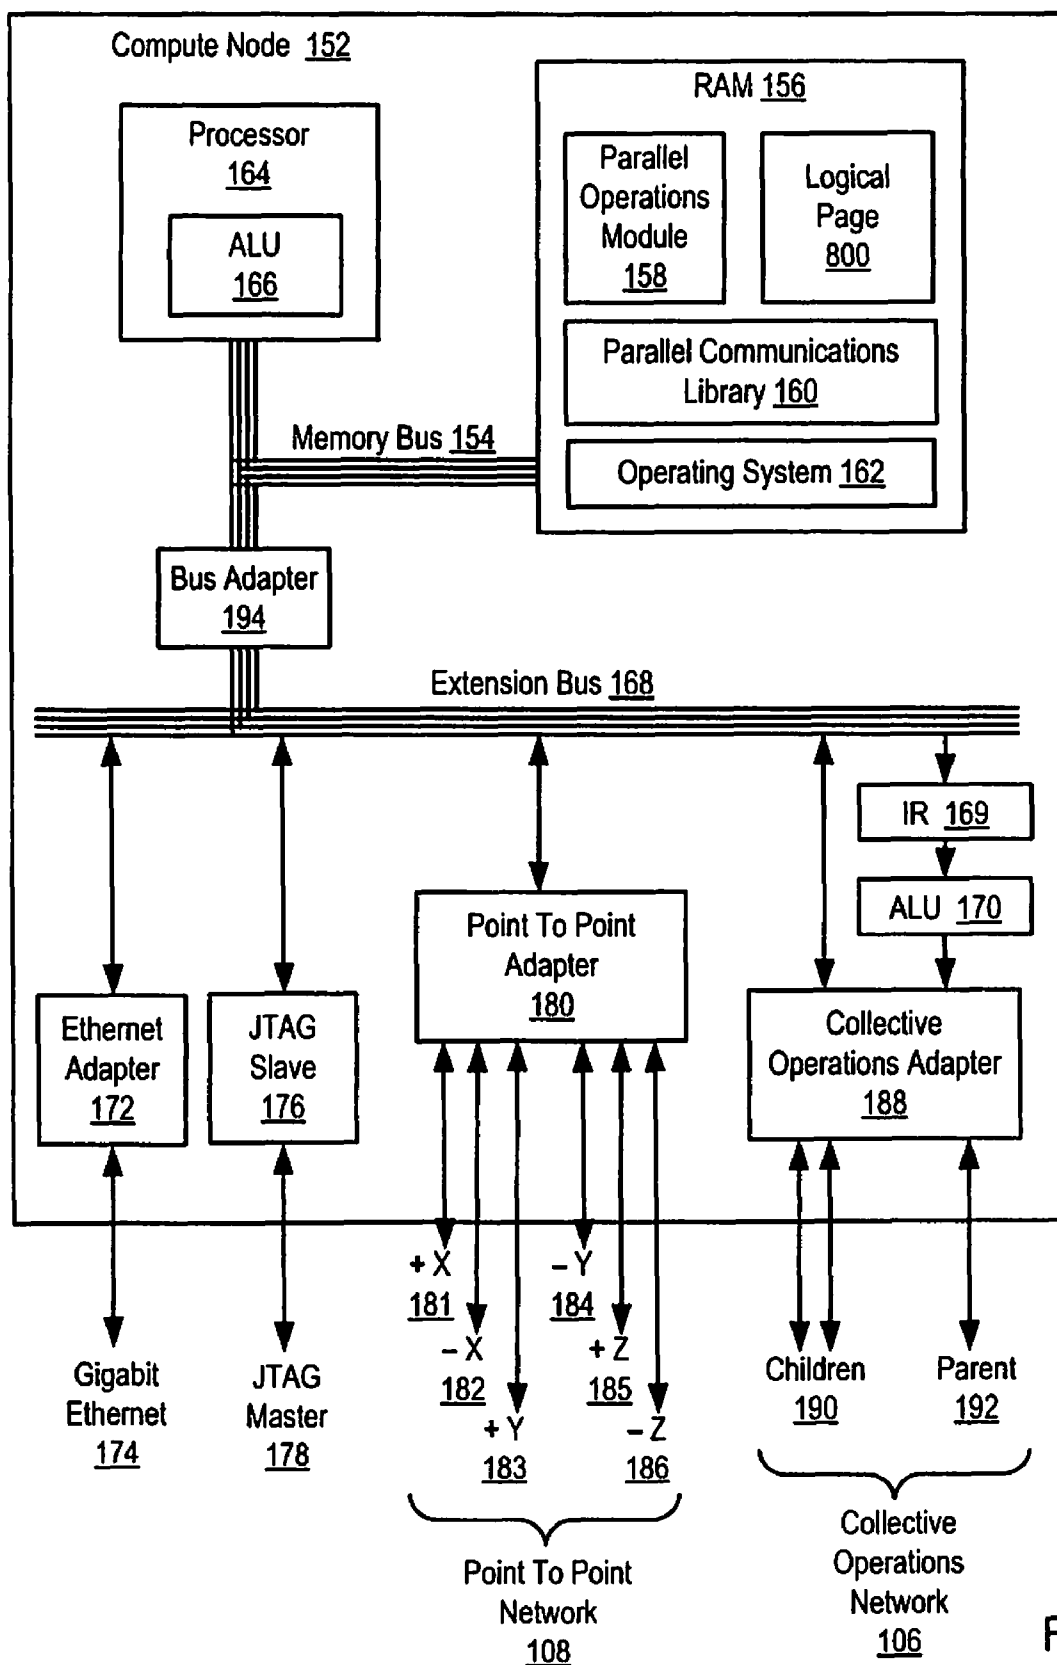 Compute Node 152
RAM 156
Processor
164
ALU
166
Parallel
Operations
Module
158
Logical
Page
800
Parallel Communications
Library 160
Operating System 162
Memory Bus 154
Bus Adapter
194
Extension Bus 168
IR 169
ALU 170
Point To Point
Adapter
180
Ethernet
Adapter
172
JTAG
Slave
176
Collective
Operations Adapter
188
+ X
181
– X
182
+ Y
183
– Y
184
+ Z
185
– Z
186
Gigabit
Ethernet
174
JTAG
Master
178
Children
190
Parent
192
Point To Point
Network
108
Collective
Operations
Network
106
F